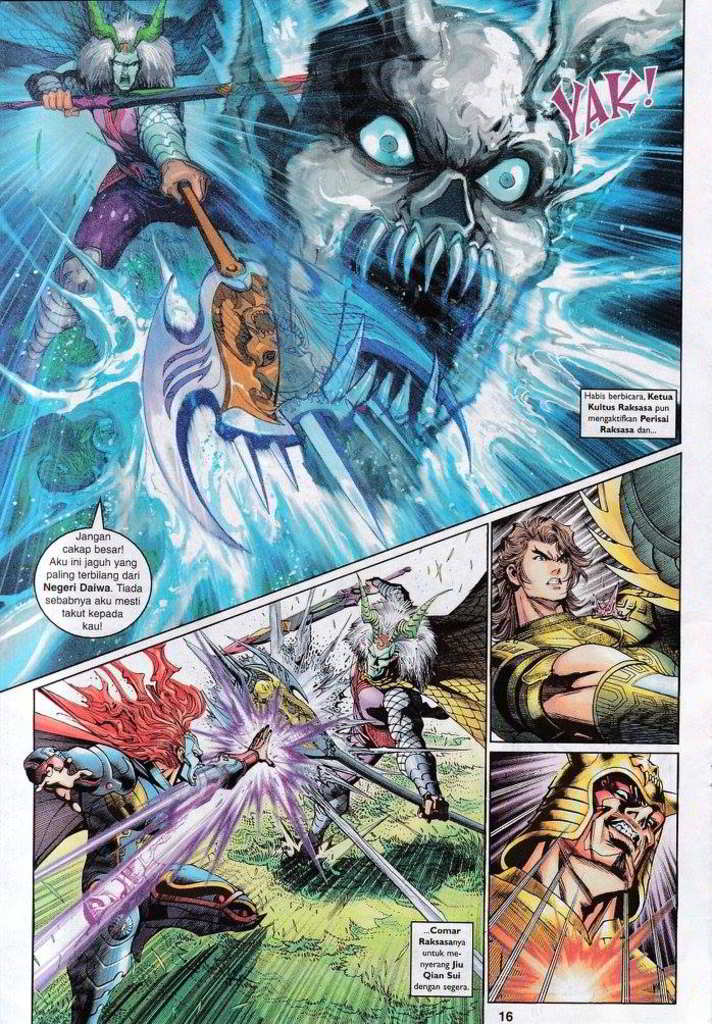 YAK!
Habis berbicara, Ketua
Kultus Raksasa pun
mengaktifkan Perisai
Raksasa dan...
Jangan
cakap besar!
Aku ini jaguh yang
paling terbilang dari
Negeri Daiwa. Tiada
sebabnya aku mesti
takut kepada
kau!
...Comar
Raksasanya
untuk me-
nyerang Jiu
Qian Sui
dengan segera.
16